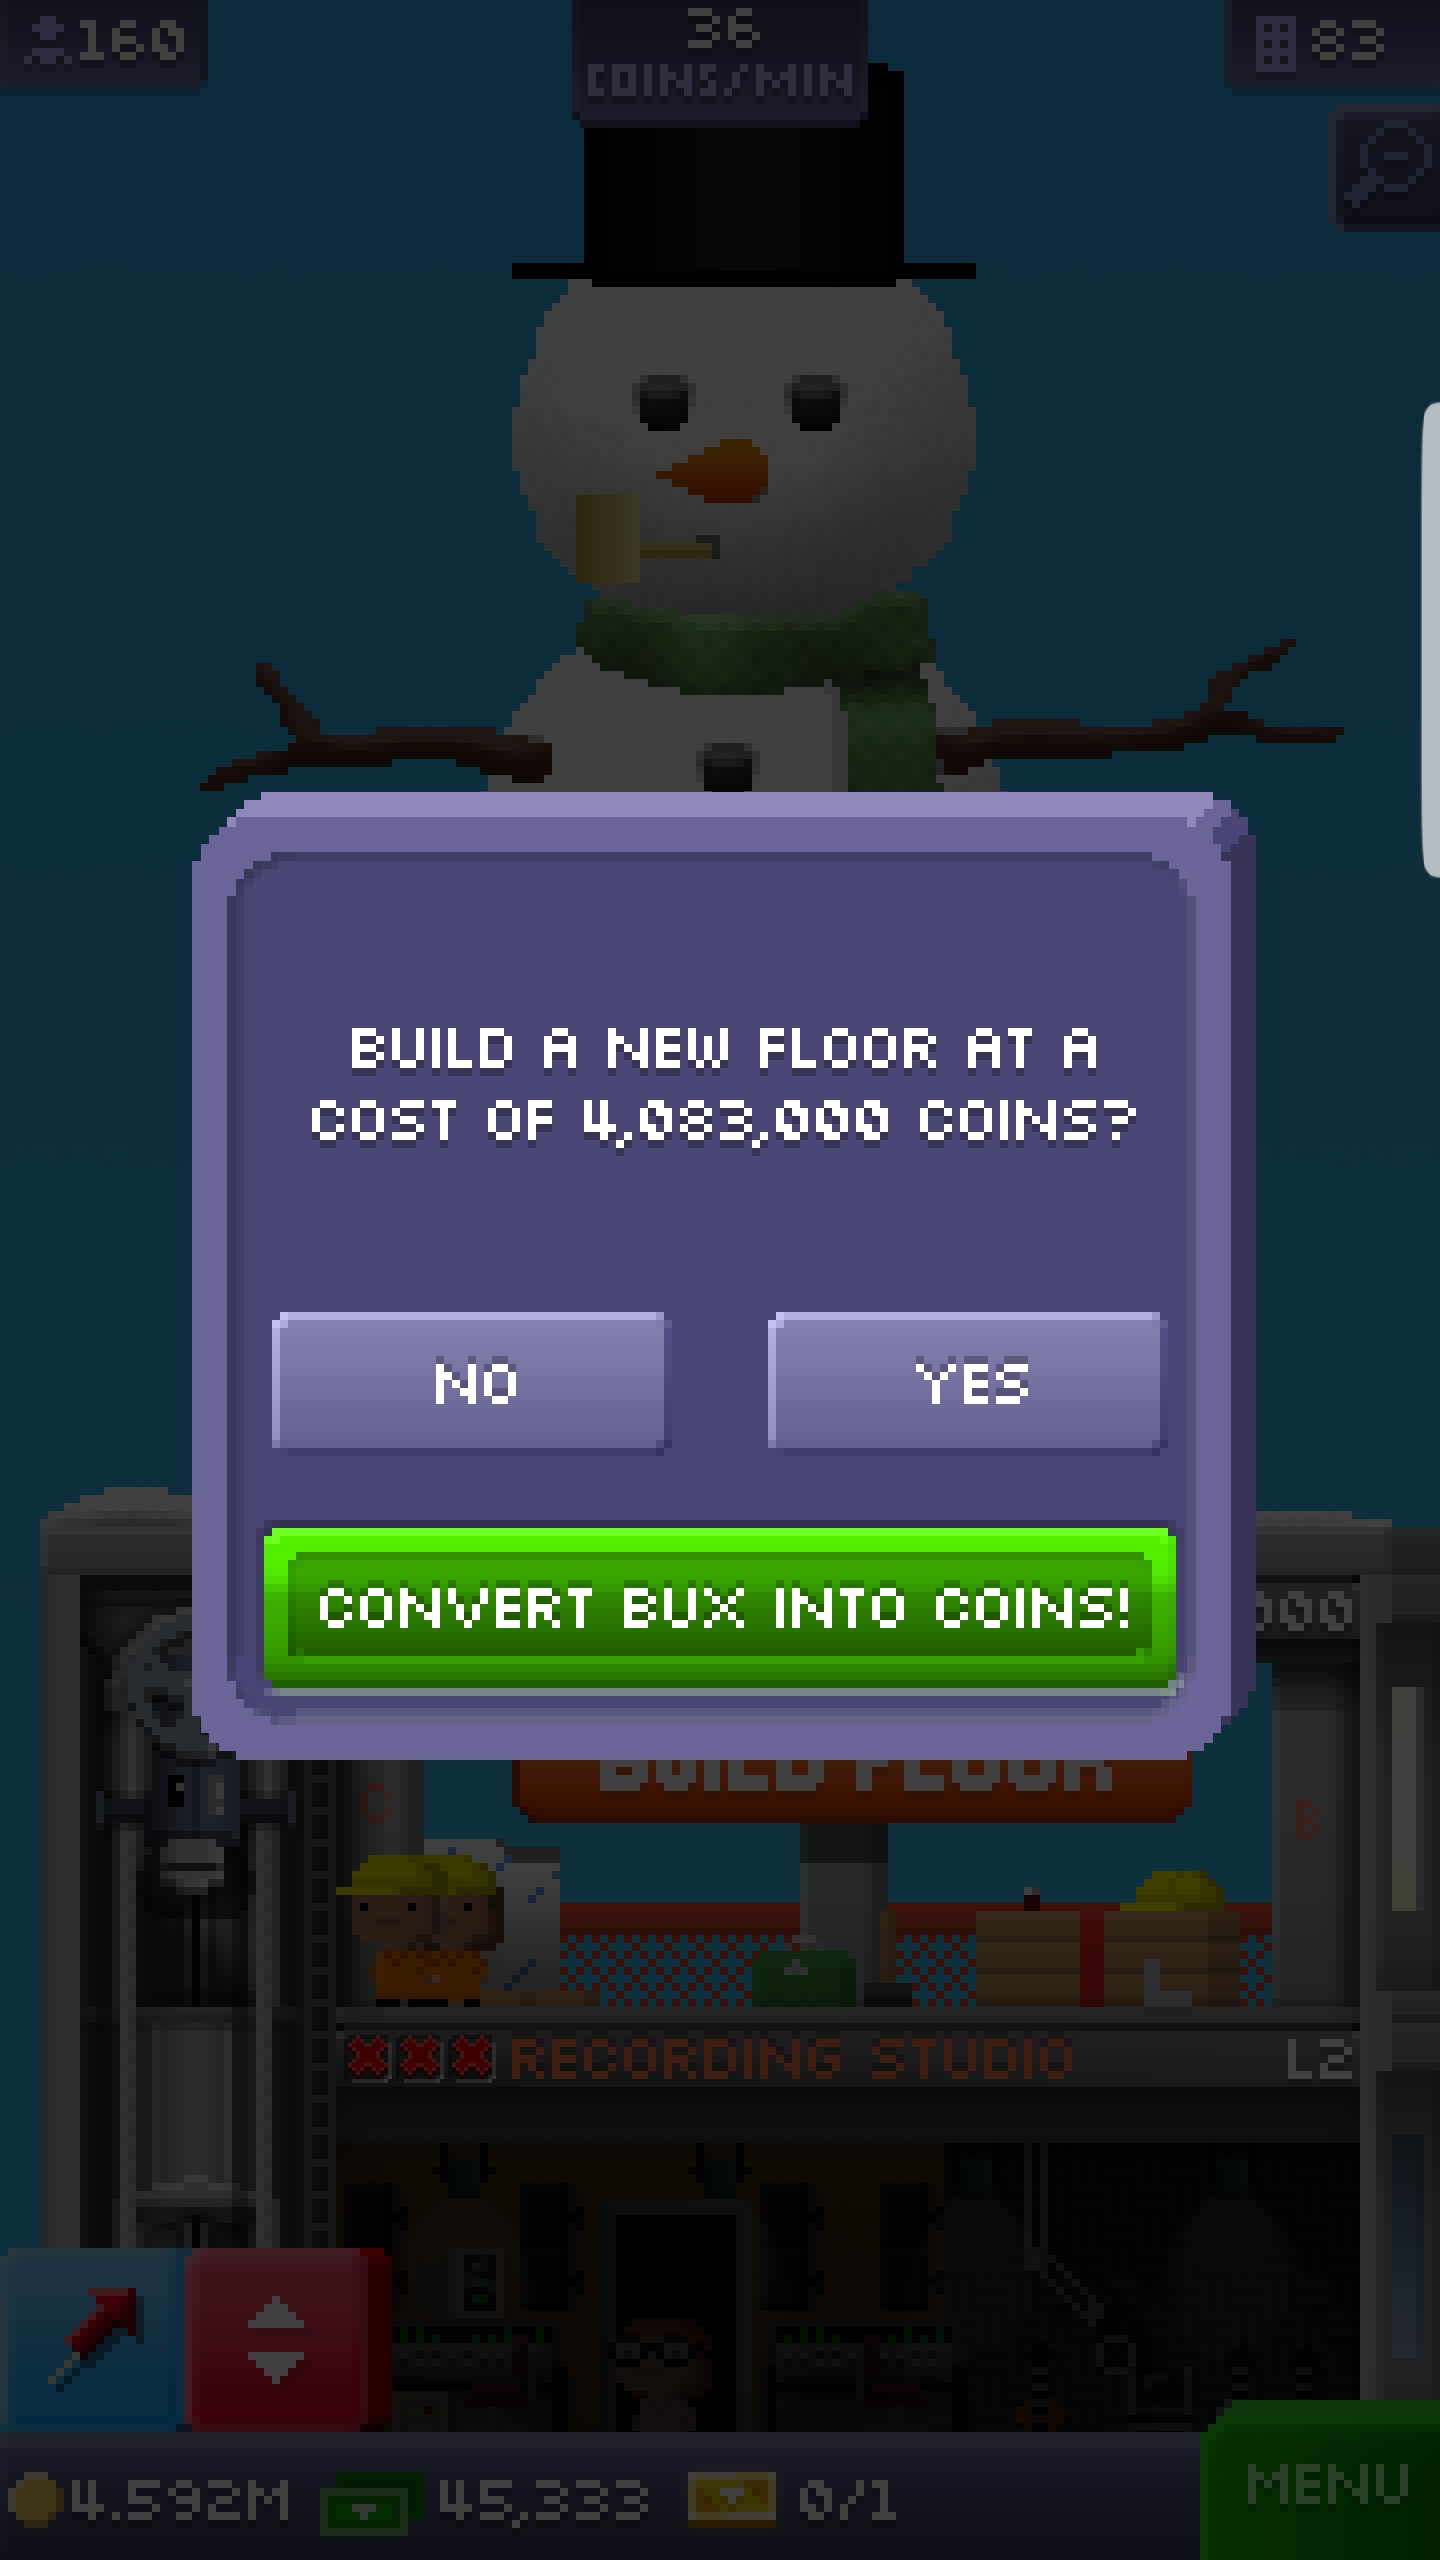 160
36
COINS/MIN
83
BUILD A NEW FLOOR AT A
COST OF 4,083,000 COINS?
NO
YES
CONVERT BUX INTO COINS!
000
BUILD FLOOR
C
B
RECORDING STUDIO
L2
4.592M
45,333
0/1
MENU